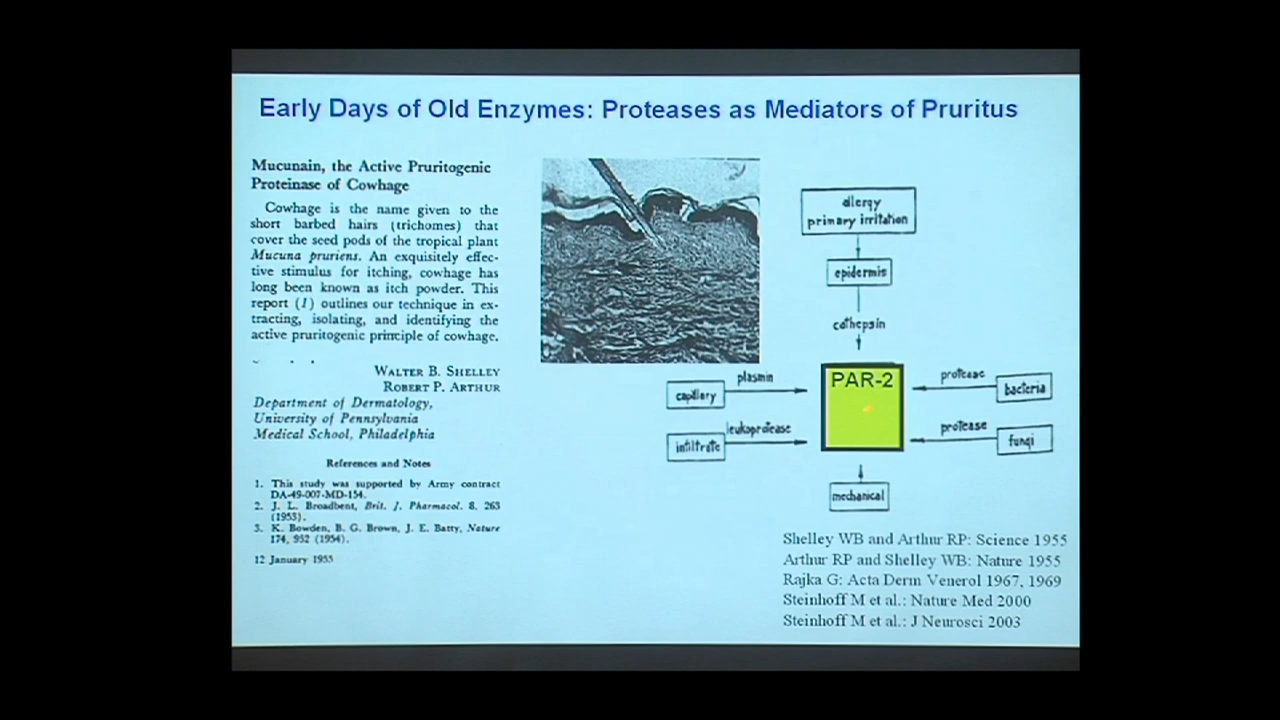 Early Days of Old Enzymes: Proteases as Mediators of Pruritus
Mucunain, the Active Pruritogenic
Proteinase of Cowhage
Cowhage is the name given to the
short barbed hairs (trichomes) that
cover the seed pods of the tropical plant
Mucuna pruriens. An exquisitely effec-
tive stimulus for itching, cowhage has
long been known as itch powder. This
report (1) outlines our technique in ex-
tracting, isolating, and identifying the
active pruritogenic principle of cowhage.
WALTER B. SHELLEY
ROBERT P. ARTHUR
Department of Dermatology,
University of Pennsylvania
Medical School, Philadelphia
References and Notes
1. This study was supported by Army contract
DA-49-007-MD-154.
2. J. L. Broadbent, Brit. J. Pharmacol. 8, 263
(1953).
3. K. Bowden, B. G. Brown, J. E. Batty, Nature
174, 952 (1954).
12 January 1955
allergy
primary irritation
epidermis
cathepsin
PAR-2
plasmin
capillary
leukoprotease
infiltrate
protease
bacteria
protease
fungi
mechanical
Shelley WB and Arthur RP: Science 1955
Arthur RP and Shelley WB: Nature 1955
Rajka G: Acta Derm Venerol 1967, 1969
Steinhoff M et al.: Nature Med 2000
Steinhoff M et al.: J Neurosci 2003